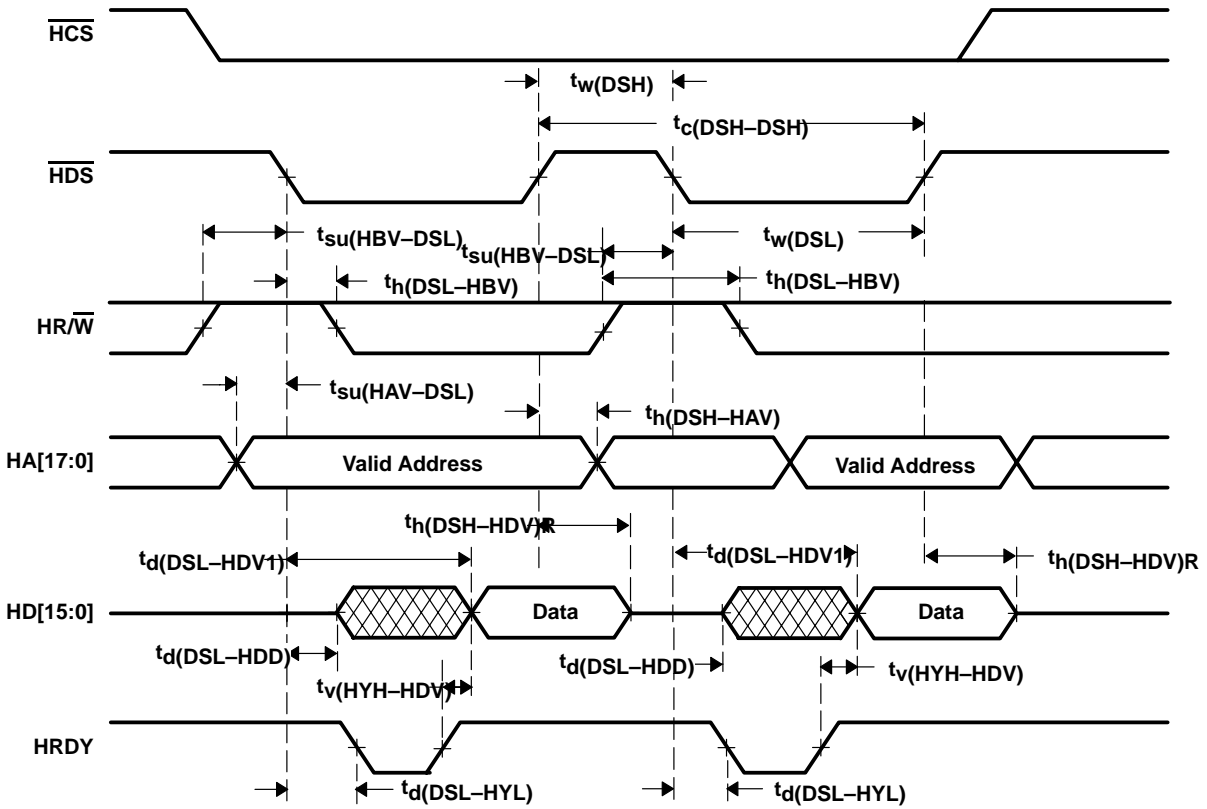 HCS
tw(DSH)
tc(DSH–DSH)
HDS
tsu(HBV–DSL)
tsu(HBV–DSL)
tw(DSL)
th(DSL–HBV)
th(DSL–HBV)
HR/W
tsu(HAV–DSL)
th(DSH–HAV)
HA[17:0]
Valid Address
Valid Address
th(DSH–HDV)R
td(DSL–HDV1)
td(DSL–HDV1)
th(DSH–HDV)R
HD[15:0]
Data
Data
td(DSL–HDD)
td(DSL–HDD)
tv(HYH–HDV)
tv(HYH–HDV)
HRDY
td(DSL–HYL)
td(DSL–HYL)